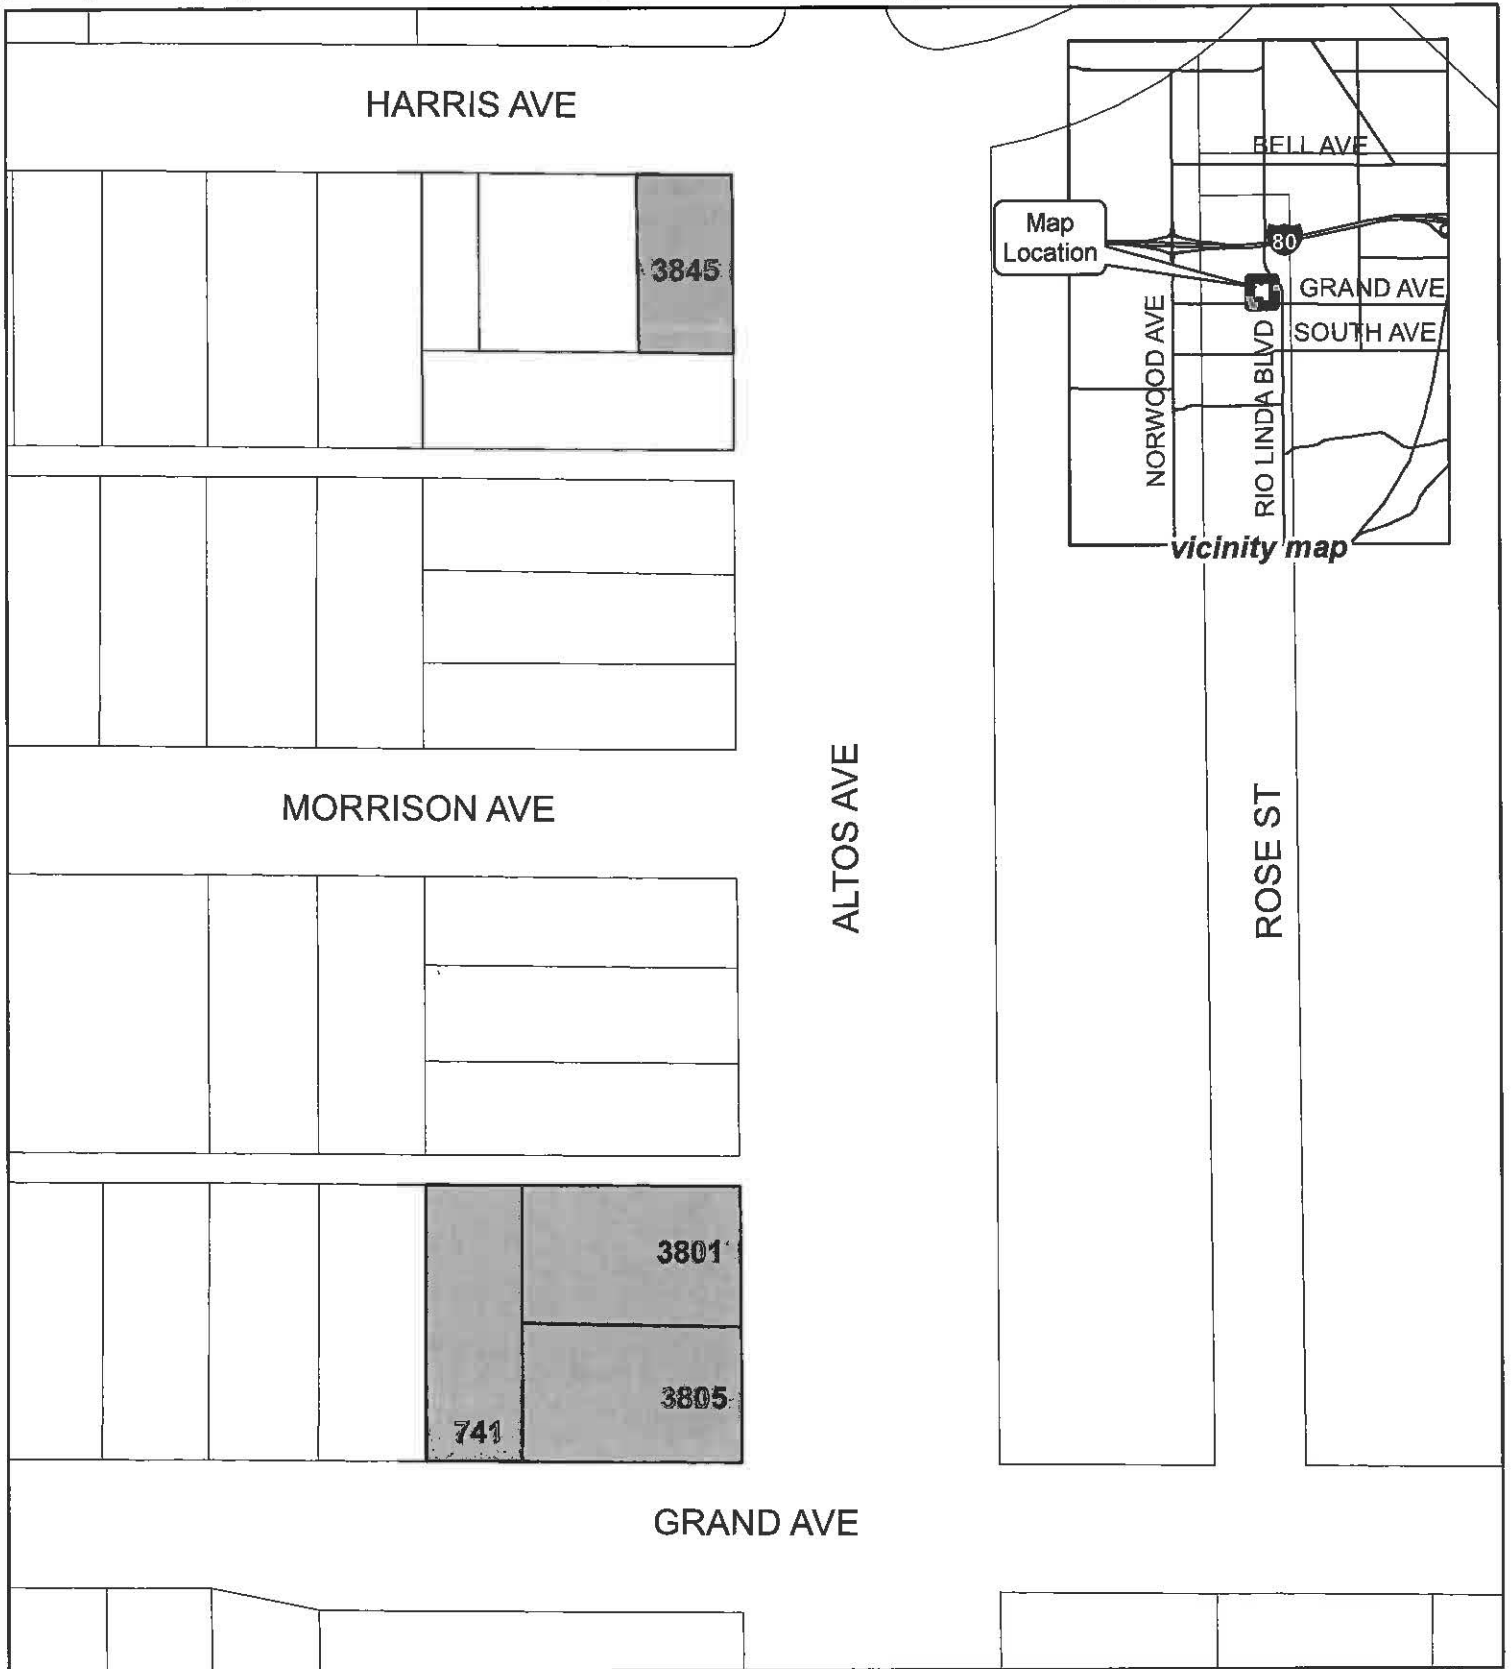 HARRIS AVE
BELL AVE
Map
Location
80
3845
GRAND AVE
SOUTH AVE
NORWOOD AVE
RIO LINDA BLVD
vicinity map
MORRISON AVE
ALTOS AVE
ROSE ST
3801
3805
741
GRAND AVE